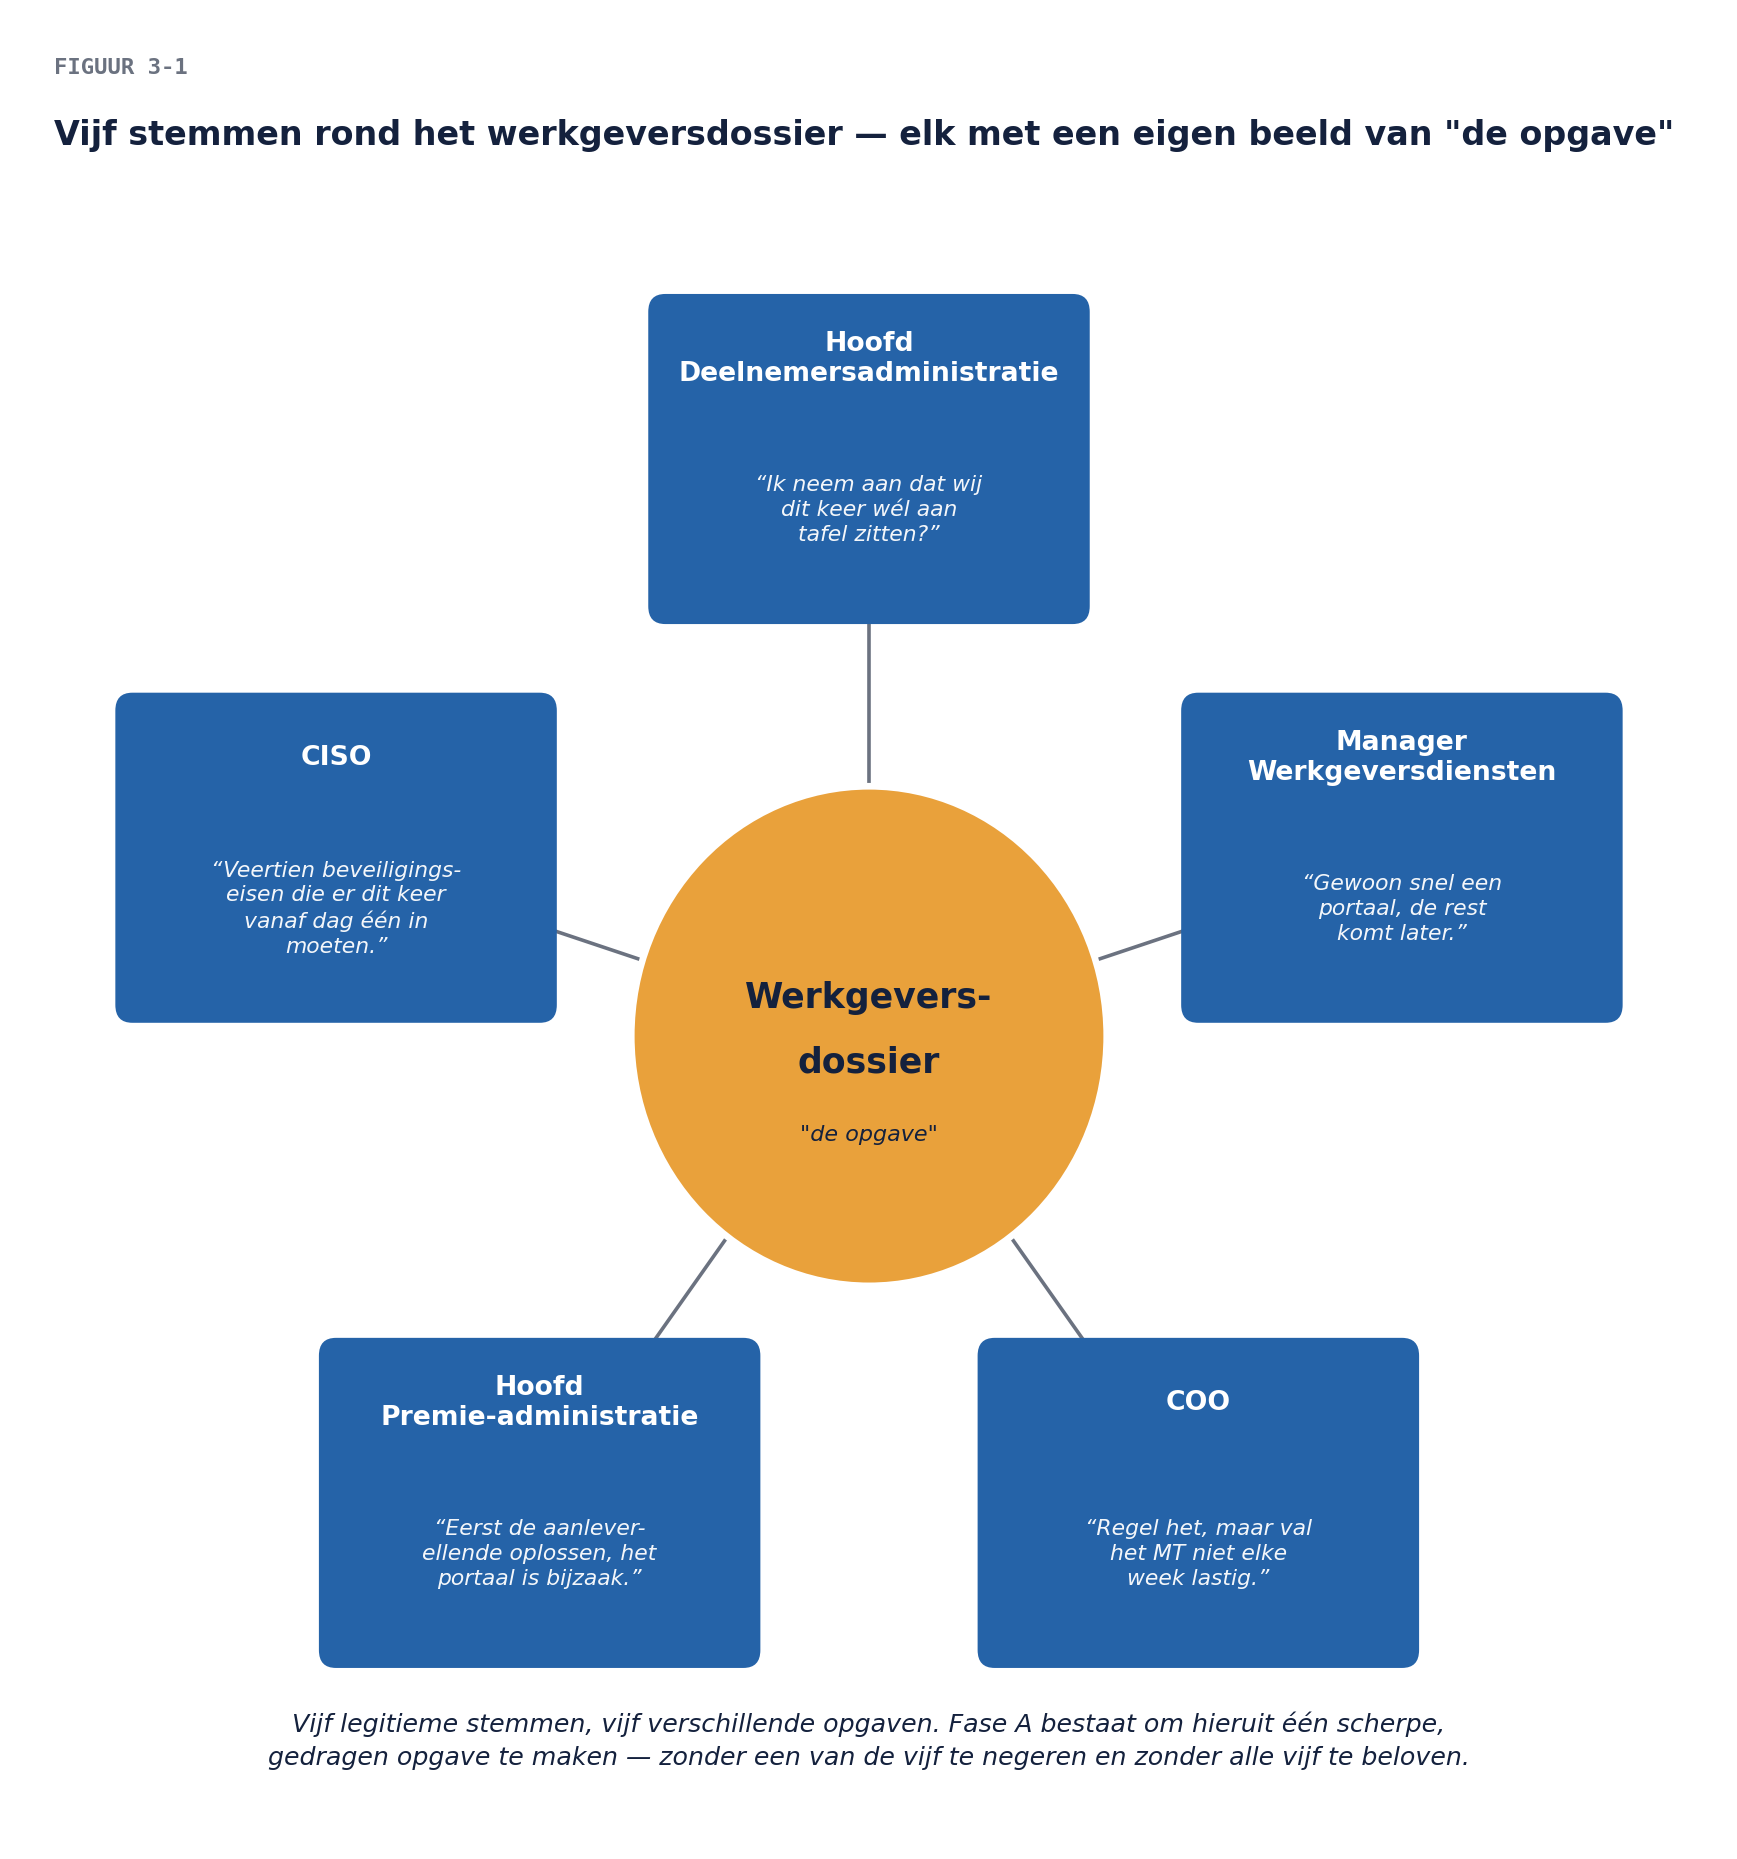 FIGUUR 3-1
Vijf stemmen rond het werkgeversdossier — elk met een eigen beeld van "de opgave"
Hoofd
Deelnemersadministratie
“Ik neem aan dat wij
dit keer wél aan
tafel zitten?”
CISO
“Veertien beveiligings-
eisen die er dit keer
vanaf dag één in
moeten.”
Manager
Werkgeversdiensten
“Gewoon snel een
portaal, de rest
komt later.”
Werkgevers-
dossier
"de opgave"
Hoofd
Premie-administratie
“Eerst de aanlever-
ellende oplossen, het
portaal is bijzaak.”
COO
“Regel het, maar val
het MT niet elke
week lastig.”
Vijf legitieme stemmen, vijf verschillende opgaven. Fase A bestaat om hieruit één scherpe,
gedragen opgave te maken — zonder een van de vijf te negeren en zonder alle vijf te beloven.